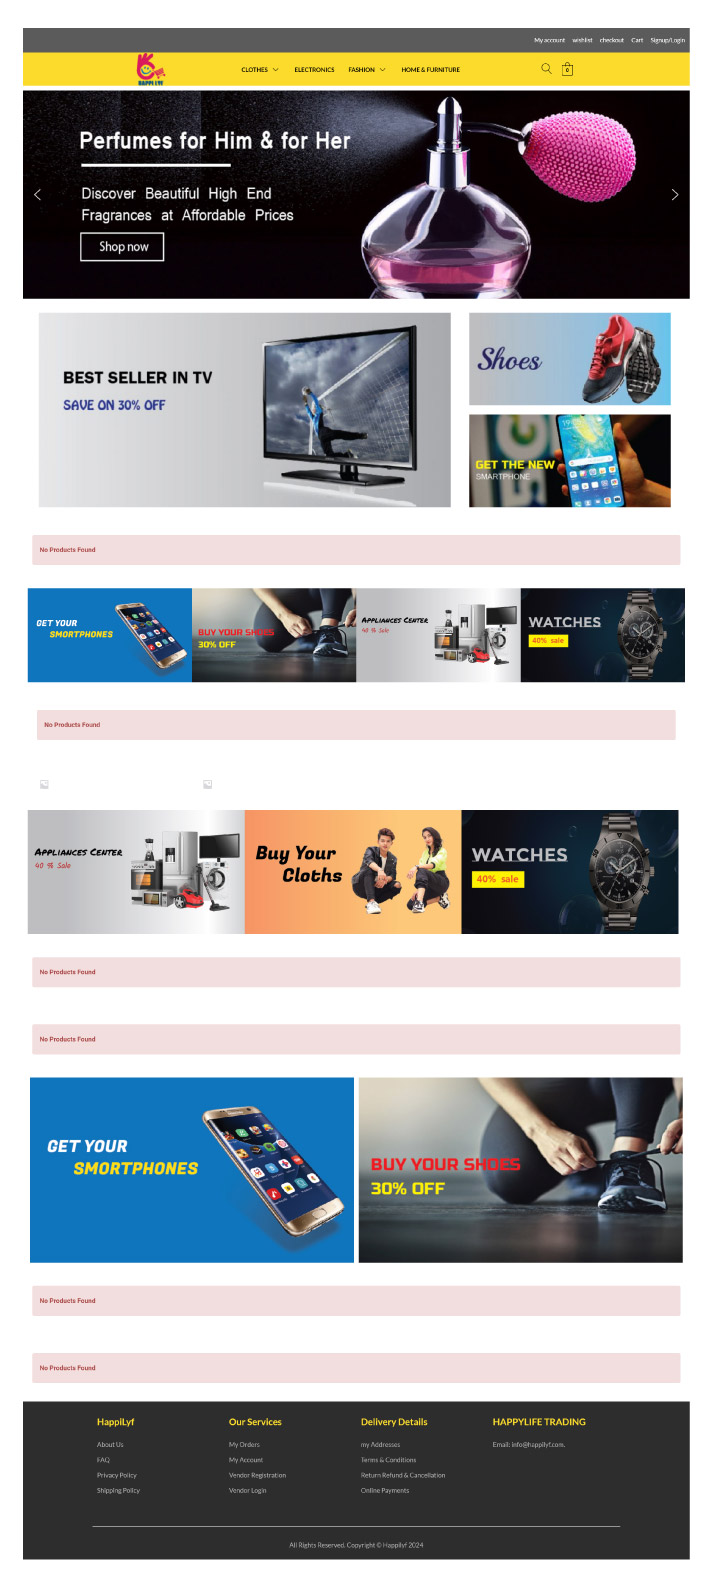 My account wishlist checkout Cart Signup/Login
HAPPI LYF
CLOTHES ELECTRONICS FASHION HOME & FURNITURE
0
Perfumes for Him & for Her
Discover Beautiful High End
Fragrances at Affordable Prices
Shop now
BEST SELLER IN TV
SAVE ON 30% OFF
Shoes
GET THE NEW
SMARTPHONE
No Products Found
GET YOUR
SMORTPHONES
BUY YOUR SHOES
30% OFF
Appliances Center
40 % Sale
WATCHES
40% sale
No Products Found
Appliances Center
40 % Sale
Buy Your
Cloths
WATCHES
40% sale
No Products Found
No Products Found
GET YOUR
SMORTPHONES
BUY YOUR SHOES
30% OFF
No Products Found
No Products Found
HappiLyf
About Us
FAQ
Privacy Policy
Shipping Policy
Our Services
My Orders
My Account
Vendor Registration
Vendor Login
Delivery Details
my Addresses
Terms & Conditions
Return Refund & Cancellation
Online Payments
HAPPYLIFE TRADING
Email: info@happilyf.com.
All Rights Reserved. Copyright © Happilyf 2024